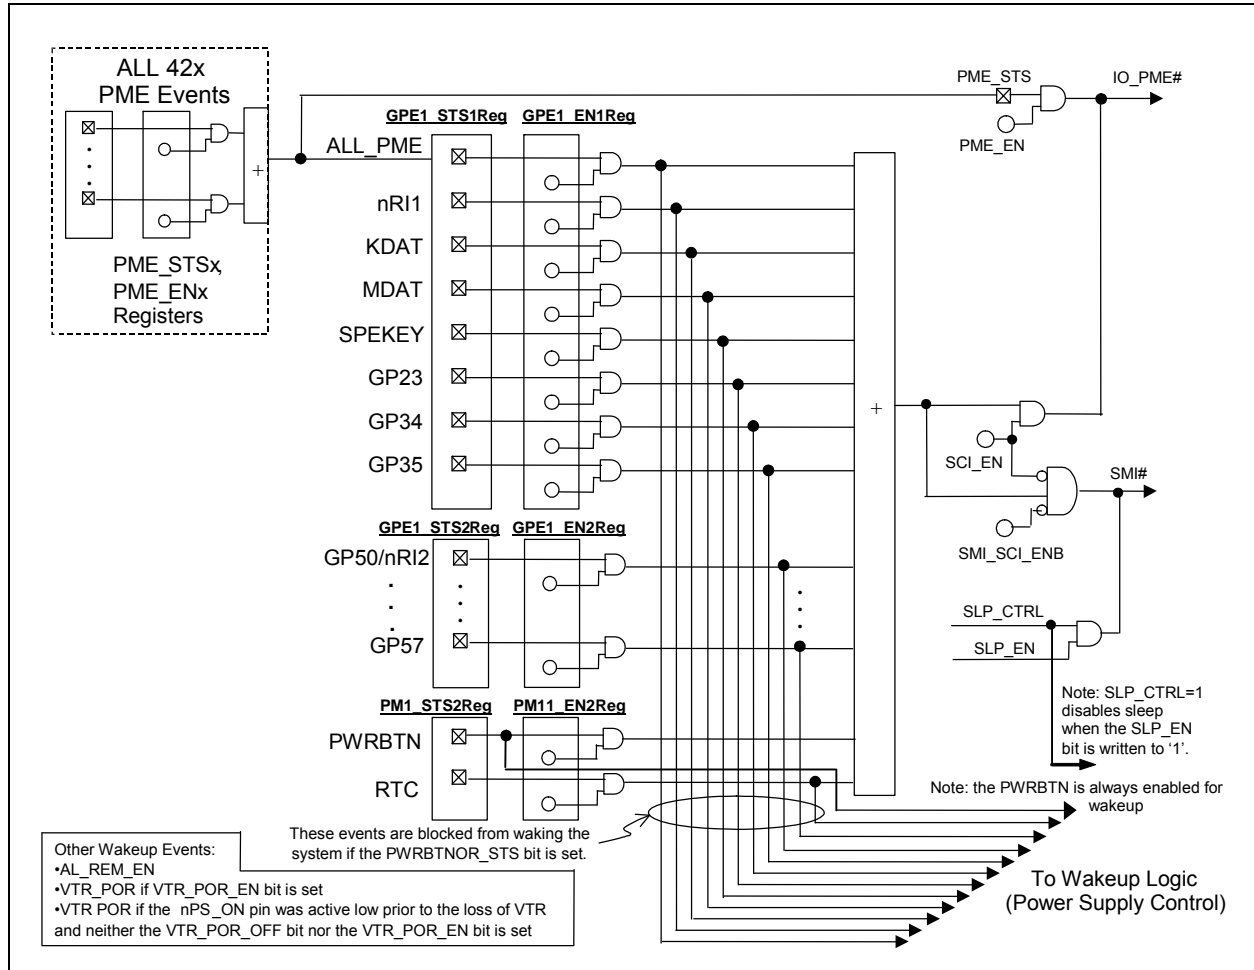 ALL 42x
PME Events
PME_STSx,
PME_ENx
Registers
PME_STS
IO_PME#
PME_EN
GPE1_STS1Reg
GPE1_EN1Reg
ALL_PME
nRI1
KDAT
MDAT
SPEKEY
GP23
GP34
GP35
+
+
SCI_EN
SMI#
SMI_SCI_ENB
GPE1_STS2Reg
GPE1_EN2Reg
GP50/nRI2
GP57
SLP_CTRL
SLP_EN
Note: SLP_CTRL=1
disables sleep
when the SLP_EN
bit is written to ‘1’.
PM1_STS2Reg
PM11_EN2Reg
PWRBTN
RTC
Note: the PWRBTN is always enabled for
wakeup
These events are blocked from waking the
system if the PWRBTNOR_STS bit is set.
To Wakeup Logic
(Power Supply Control)
Other Wakeup Events:
•AL_REM_EN
•VTR_POR if VTR_POR_EN bit is set
•VTR POR if the nPS_ON pin was active low prior to the loss of VTR
and neither the VTR_POR_OFF bit nor the VTR_POR_EN bit is set